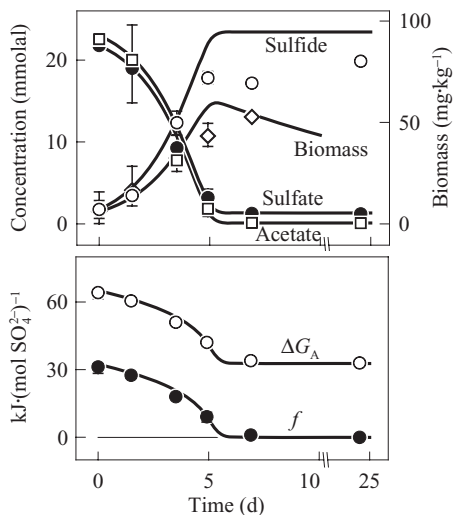 Concentration (mmolal)
20
10
0
Sulfide
Biomass
Sulfate
Acetate
100
50
0
Biomass (mg·kg⁻¹)
kJ·(mol SO₄²⁻)⁻¹
60
30
0
ΔG_A
f
0
5
10
25
Time (d)